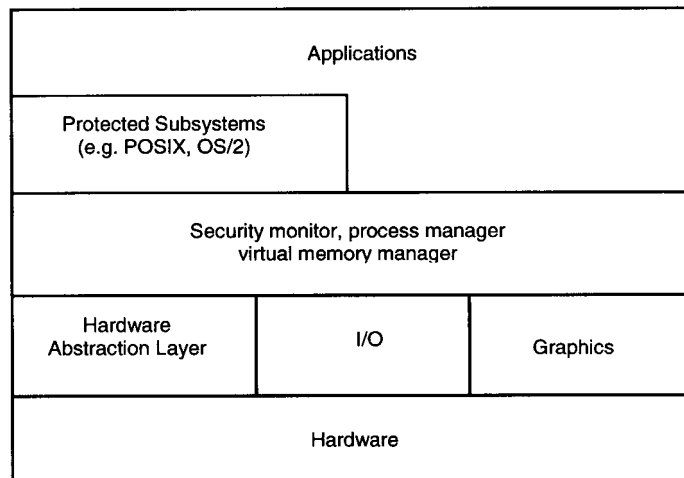 Applications
Protected Subsystems
(e.g. POSIX, OS/2)
Security monitor, process manager
virtual memory manager
Hardware
Abstraction Layer
I/O
Graphics
Hardware